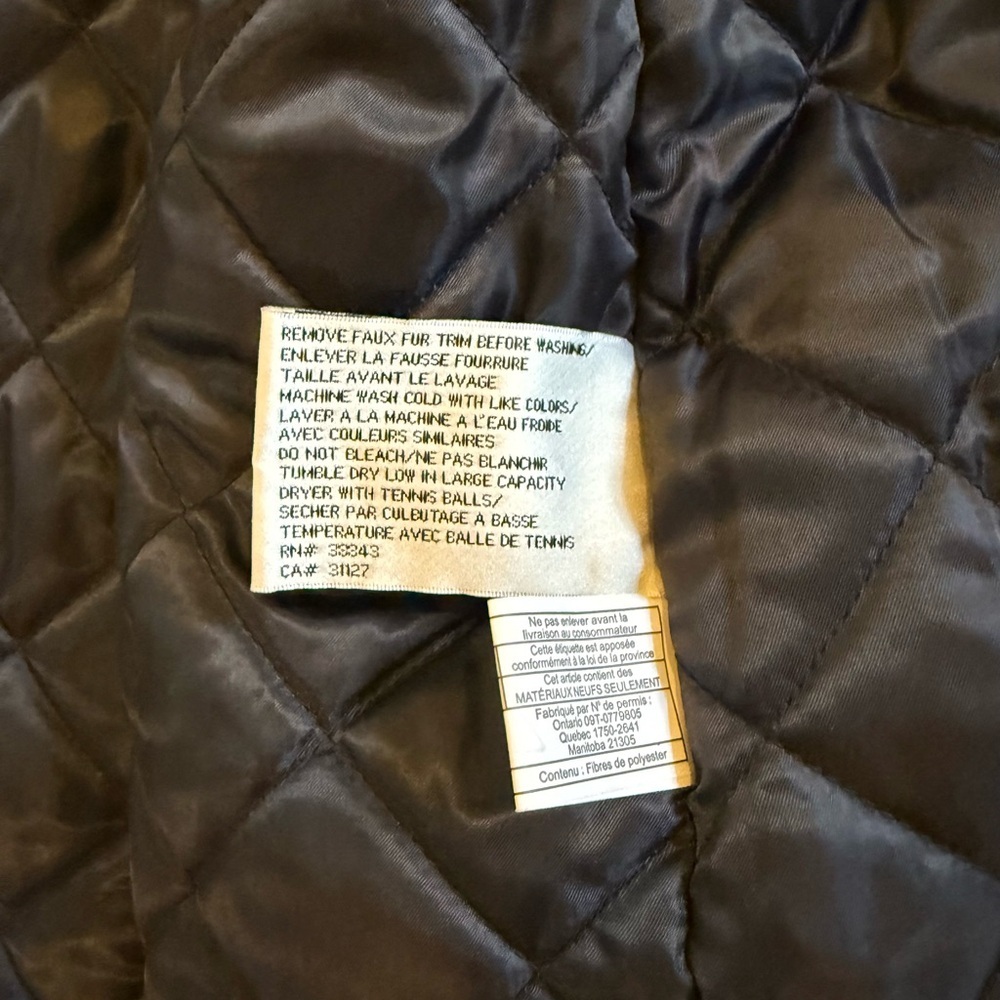 REMOVE FAUX FUR TRIM BEFORE WASHING/
ENLEVER LA FAUSSE FOURRURE
TAILLE AVANT LE LAVAGE
MACHINE WASH COLD WITH LIKE COLORS/
LAVER A LA MACHINE A L'EAU FROIDE
AVEC COULEURS SIMILAIRES
DO NOT BLEACH/NE PAS BLANCHIR
TUMBLE DRY LOW IN LARGE CAPACITY
DRYER WITH TENNIS BALLS/
SECHER PAR CULBUTAGE A BASSE
TEMPERATURE AVEC BALLE DE TENNIS
RN# 33343
CA# 31127
Ne pas enlever avant la
livraison au consommateur
Cette étiquette est apposée
conformément à la loi de la province
Cet article contient des
MATÉRIAUX NEUFS SEULEMENT
Fabriqué par N° de permis :
Ontario 09T-0779805
Quebec 1750-2641
Manitoba 21305
Contenu : Fibres de polyester